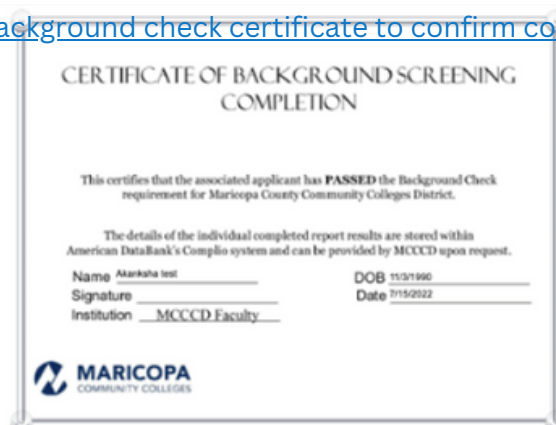 ackground check certificate to confirm co
CERTIFICATE OF BACKGROUND SCREENING
COMPLETION
This certifies that the associated applicant has PASSED the Background Check
requirement for Maricopa County Community Colleges District.
The details of the individual completed report results are stored within
American DataBank's Complio system and can be provided by MCCCD upon request.
Name Akanksha test DOB 11/3/1990
Signature Date 7/15/2022
Institution MCCCD Faculty
MARICOPA
COMMUNITY COLLEGES